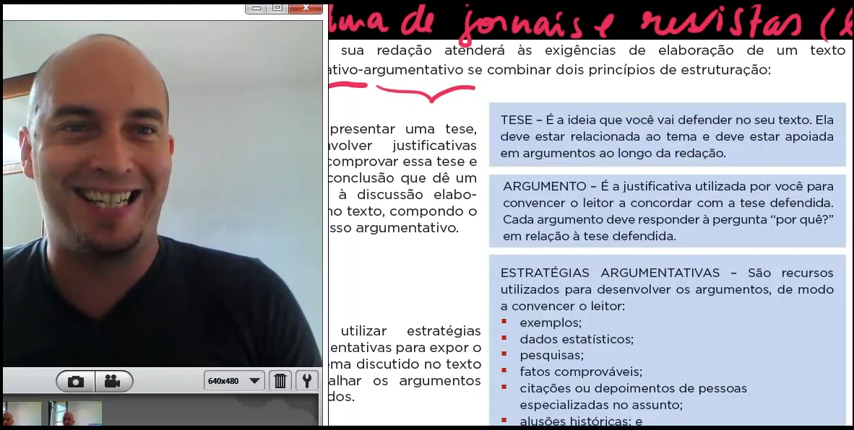 de jornais e revistas
sua redação atenderá às exigências de elaboração de um texto
ativo-argumentativo se combinar dois princípios de estruturação:
presentar uma tese,
volver justificativas
comprovar essa tese e
conclusão que dê um
à discussão elabo-
no texto, compondo o
sso argumentativo.
utilizar estratégias
entativas para expor o
ma discutido no texto
alhar os argumentos
dos.
TESE – É a ideia que você vai defender no seu texto. Ela
deve estar relacionada ao tema e deve estar apoiada
em argumentos ao longo da redação.
ARGUMENTO – É a justificativa utilizada por você para
convencer o leitor a concordar com a tese defendida.
Cada argumento deve responder à pergunta “por quê?”
em relação à tese defendida.
ESTRATÉGIAS ARGUMENTATIVAS – São recursos
utilizados para desenvolver os argumentos, de modo
a convencer o leitor:
exemplos;
dados estatísticos;
pesquisas;
fatos comprováveis;
citações ou depoimentos de pessoas
especializadas no assunto;
alusões históricas; e
640x480